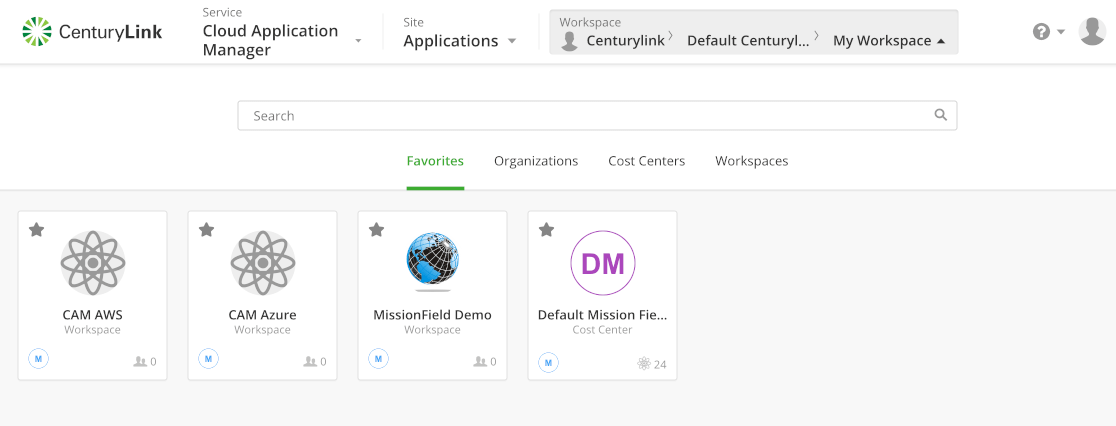 CenturyLink
Service
Cloud Application
Manager
Site
Applications
Workspace
Centurylink
Default Centuryl...
My Workspace
?
Search
Favorites
Organizations
Cost Centers
Workspaces
CAM AWS
Workspace
M
0
CAM Azure
Workspace
M
0
MissionField Demo
Workspace
M
0
DM
Default Mission Fie...
Cost Center
M
24